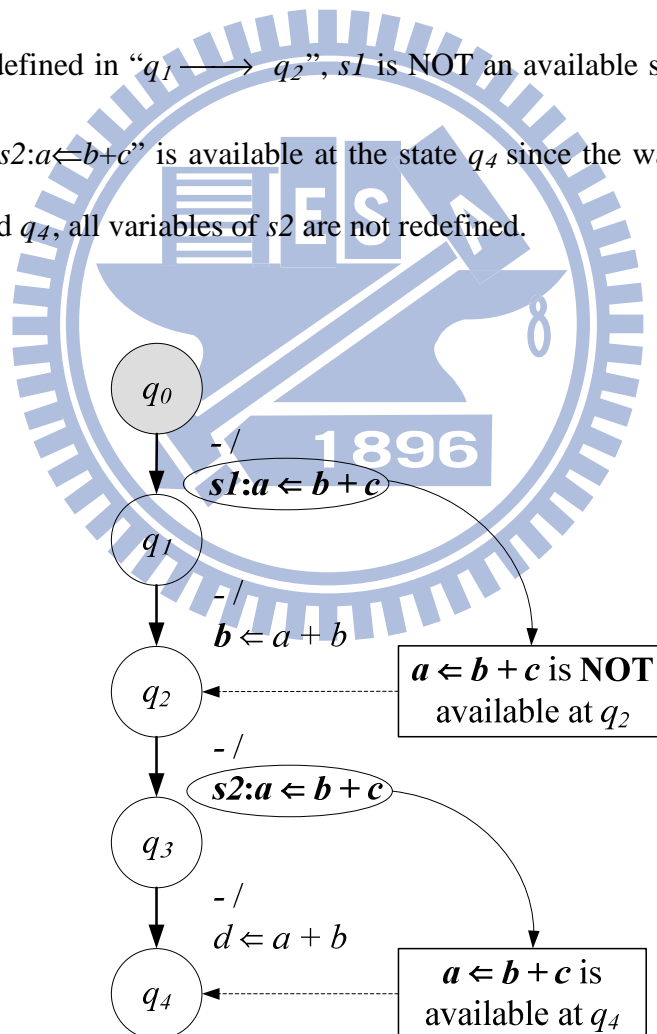 efined in “q1 ⟶ q2”, s1 is NOT an available s
s2:a⇐b+c” is available at the state q4 since the wa
d q4, all variables of s2 are not redefined.
E S A
q0
- /
1896
s1:a ⇐ b + c
q1
- /
b ⇐ a + b
a ⇐ b + c is NOT
available at q2
q2
- /
s2:a ⇐ b + c
q3
- /
d ⇐ a + b
a ⇐ b + c is
available at q4
q4